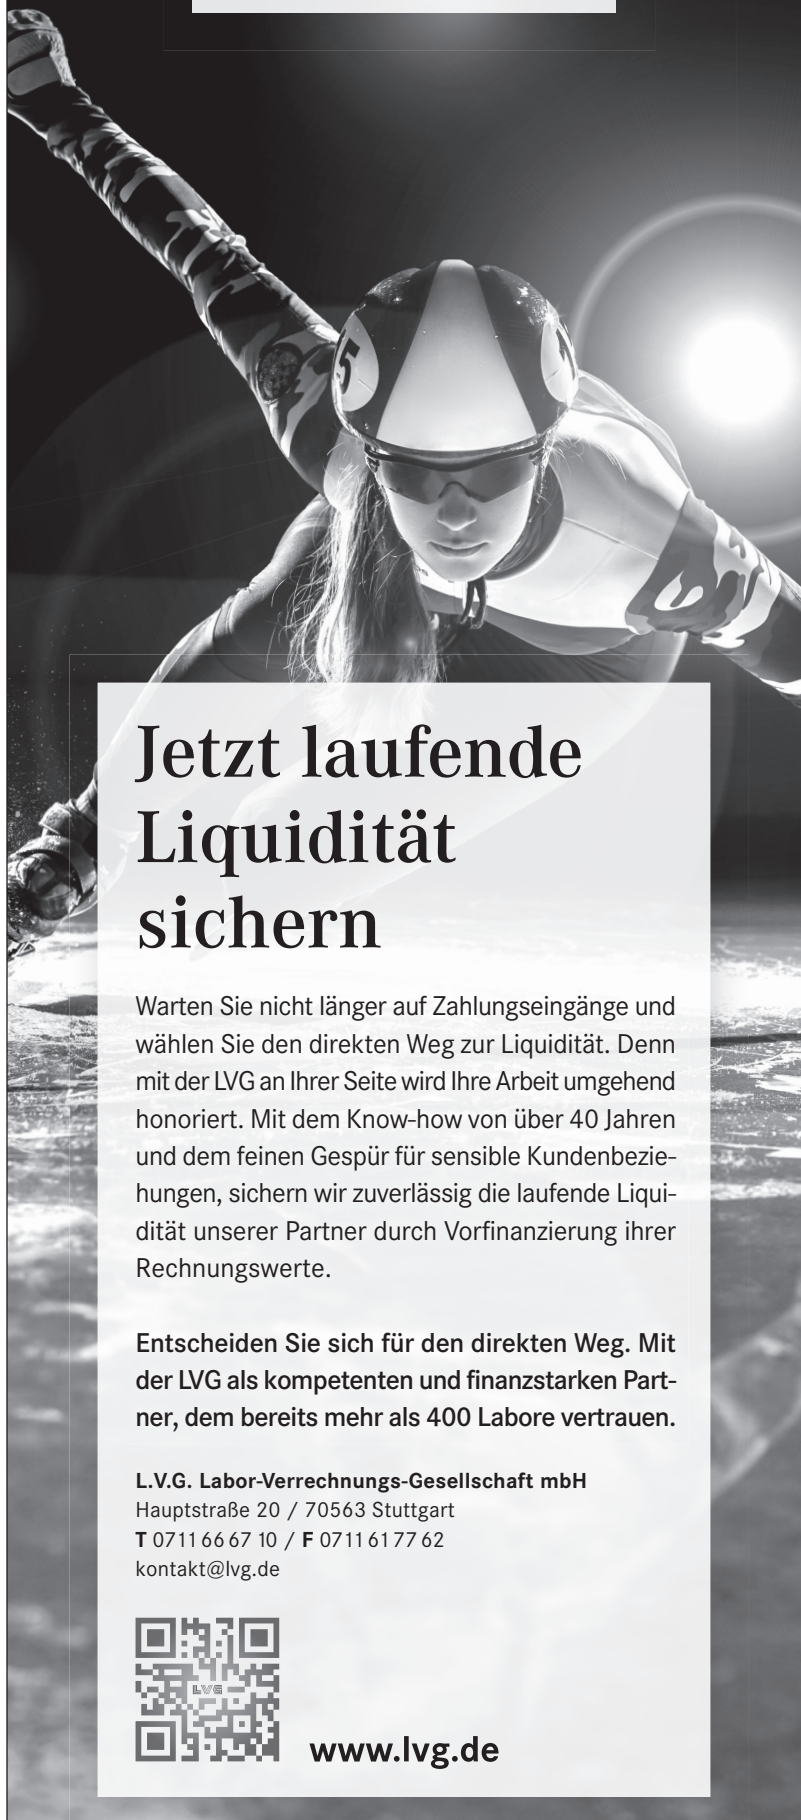 5
Jetzt laufende
Liquidität
sichern
Warten Sie nicht länger auf Zahlungseingänge und
wählen Sie den direkten Weg zur Liquidität. Denn
mit der LVG an Ihrer Seite wird Ihre Arbeit umgehend
honoriert. Mit dem Know-how von über 40 Jahren
und dem feinen Gespür für sensible Kundenbezie-
hungen, sichern wir zuverlässig die laufende Liqui-
dität unserer Partner durch Vorfinanzierung ihrer
Rechnungswerte.
Entscheiden Sie sich für den direkten Weg. Mit
der LVG als kompetenten und finanzstarken Part-
ner, dem bereits mehr als 400 Labore vertrauen.
L.V.G. Labor-Verrechnungs-Gesellschaft mbH
Hauptstraße 20 / 70563 Stuttgart
T 0711 66 67 10 / F 0711 61 77 62
kontakt@lvg.de
LVG
www.lvg.de